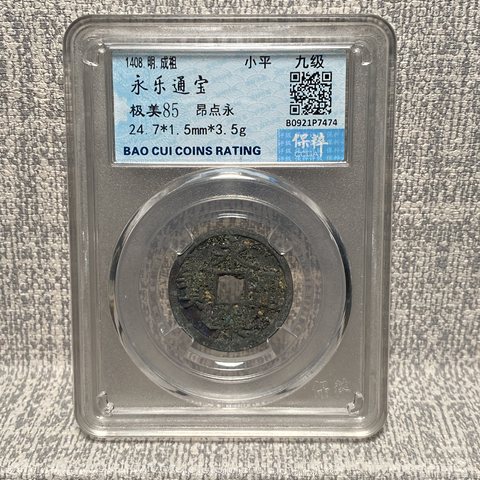 1408.明.成祖 小平 九级
永乐通宝
极美85 昂点永
24.7*1.5mm*3.5g
B0921P7474
BAO CUI COINS RATING
保粹